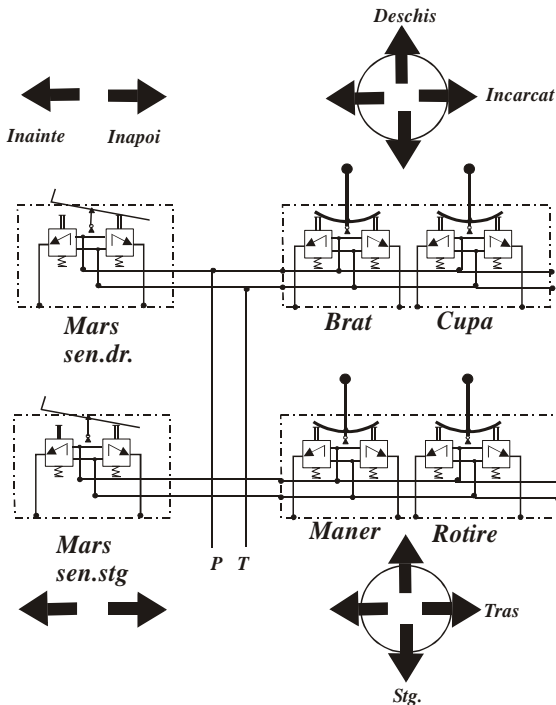 Deschis
Incarcat
Inainte
Inapoi
Mars
sen.dr.
Brat
Cupa
Mars
sen.stg
P
T
Maner
Rotire
Tras
Stg.